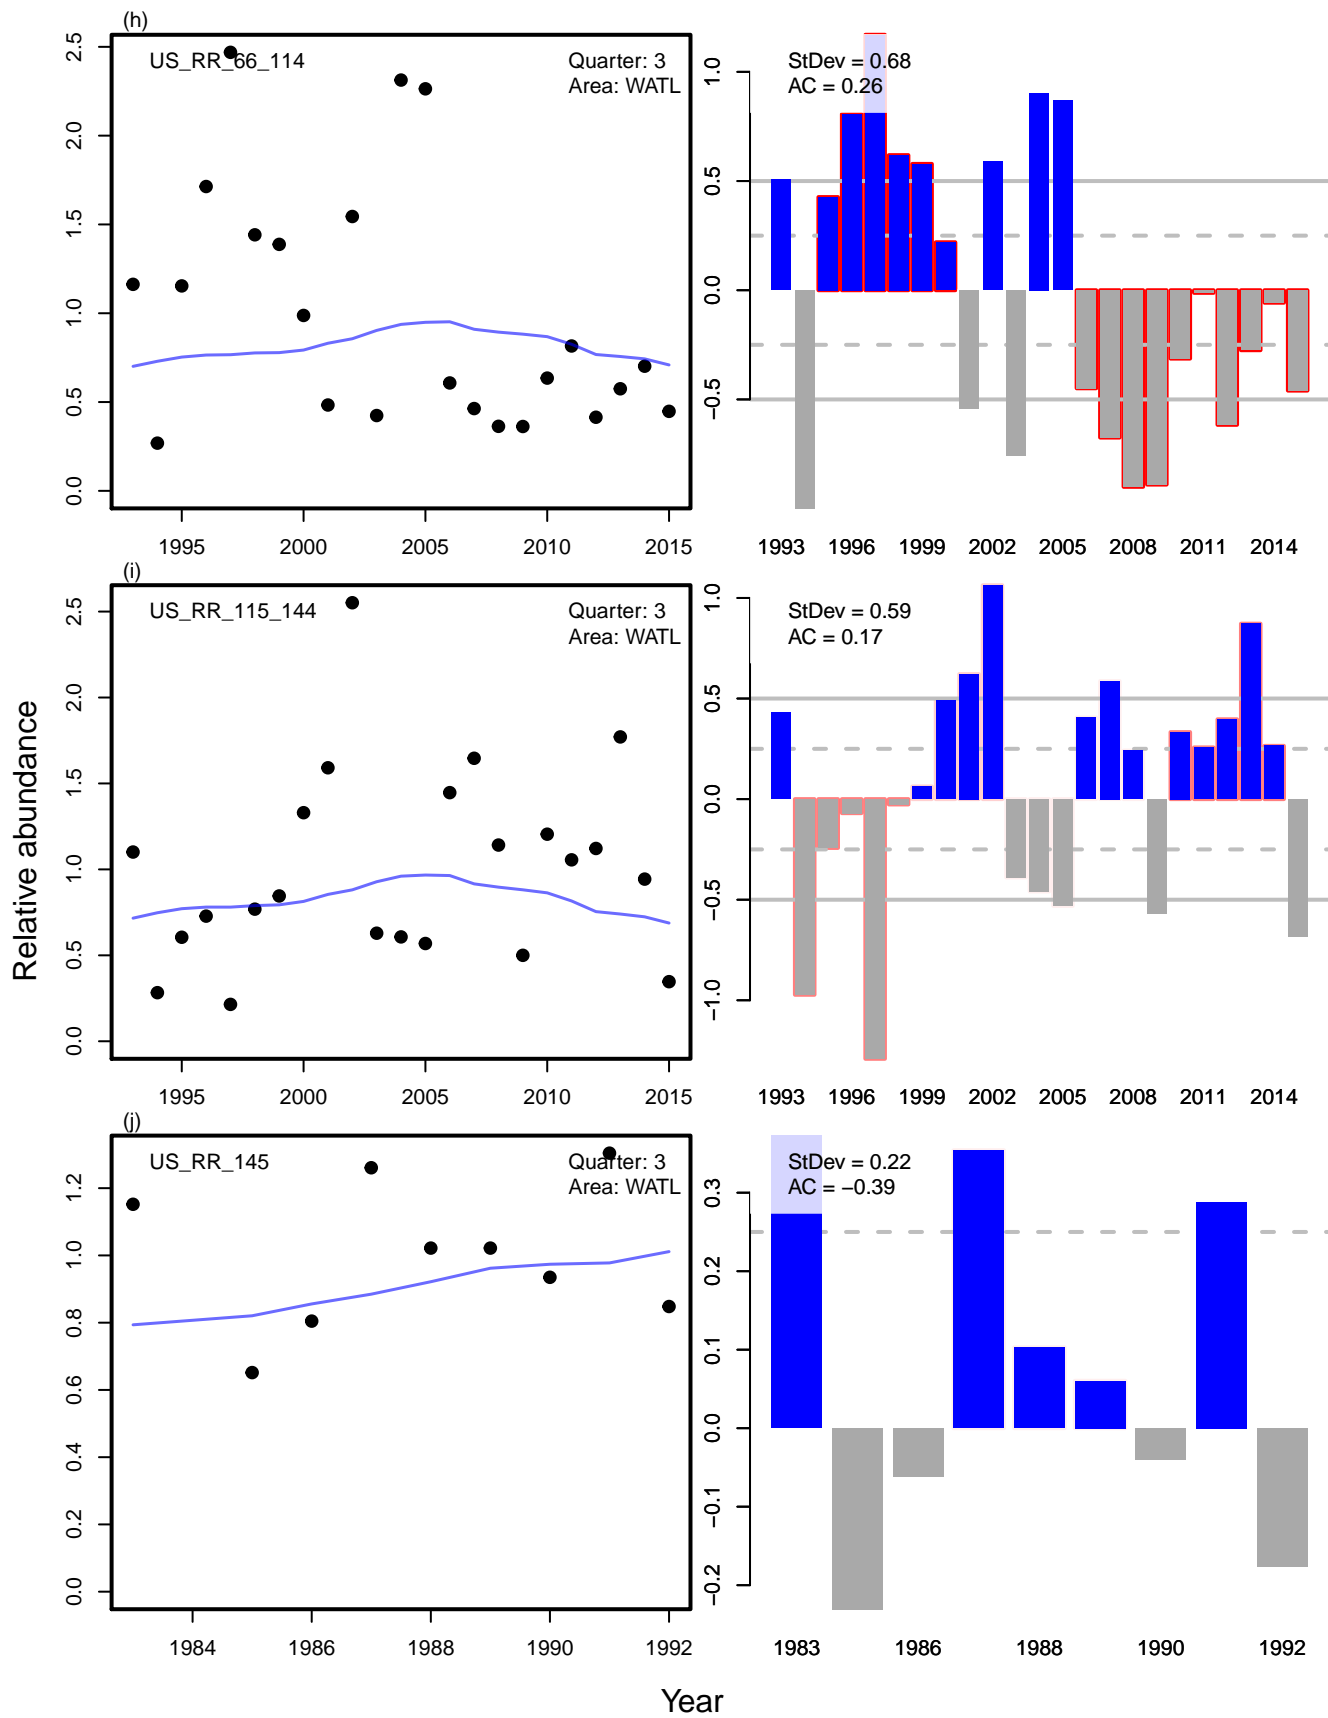 (h)
US_RR_66_114
Quarter: 3
Area: WATL
StDev = 0.68
AC = 0.26
2.5
2.0
1.5
1.0
0.5
0.0
1.0
0.5
0.0
−0.5
1995 2000 2005 2010 2015
1993 1996 1999 2002 2005 2008 2011 2014
(i)
US_RR_115_144
Quarter: 3
Area: WATL
StDev = 0.59
AC = 0.17
2.5
2.0
1.5
1.0
0.5
0.0
1.0
0.5
0.0
−0.5
−1.0
1995 2000 2005 2010 2015
1993 1996 1999 2002 2005 2008 2011 2014
(j)
US_RR_145
Quarter: 3
Area: WATL
StDev = 0.22
AC = −0.39
1.2
1.0
0.8
0.6
0.4
0.2
0.0
0.3
0.2
0.1
0.0
−0.1
−0.2
1984 1986 1988 1990 1992
1983 1986 1988 1990 1992
Relative abundance
Year